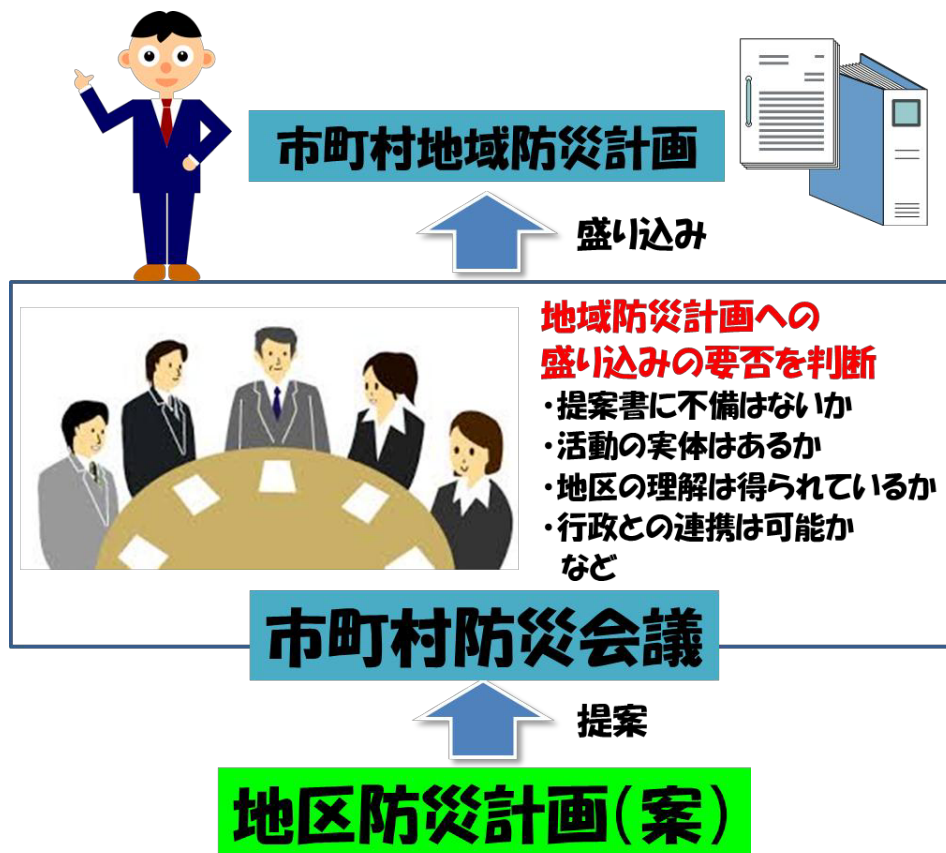 市町村地域防災計画
盛り込み
地域防災計画への
盛り込みの要否を判断
・提案書に不備はないか
・活動の実体はあるか
・地区の理解は得られているか
・行政との連携は可能か
など
市町村防災会議
提案
地区防災計画(案)